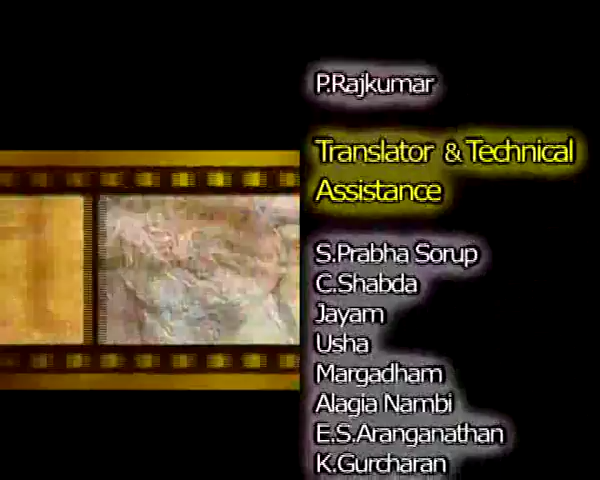 P.Rajkumar
Translator & Technical
Assistance
S.Prabha Sorup
C.Shabda
Jayam
Usha
Margadham
Alagia Nambi
E.S.Aranganathan
K.Gurcharan